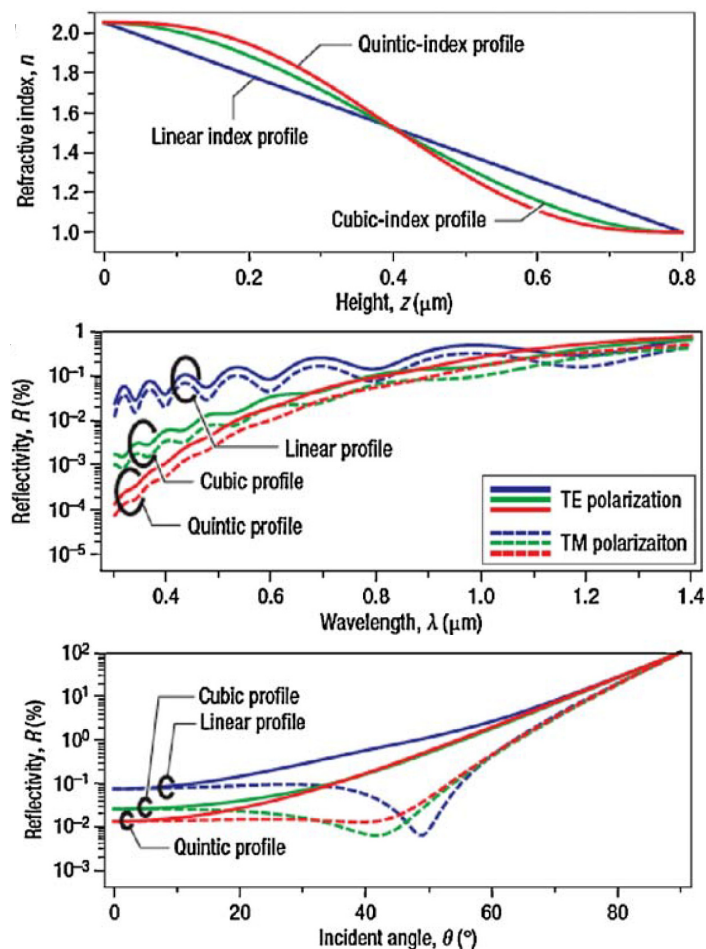 Refractive index, n
2.0
1.8
1.6
1.4
1.2
1.0
Quintic-index profile
Linear index profile
Cubic-index profile
0
0.2
0.4
0.6
0.8
Height, z (μm)
Reflectivity, R (%)
1
10⁻¹
10⁻²
10⁻³
10⁻⁴
10⁻⁵
Linear profile
Cubic profile
Quintic profile
TE polarization
TM polarizaiton
0.4
0.6
0.8
1.0
1.2
1.4
Wavelength, λ (μm)
Reflectivity, R (%)
10²
10¹
10⁰
10⁻¹
10⁻²
10⁻³
Cubic profile
Linear profile
Quintic profile
0
20
40
60
80
Incident angle, θ (°)